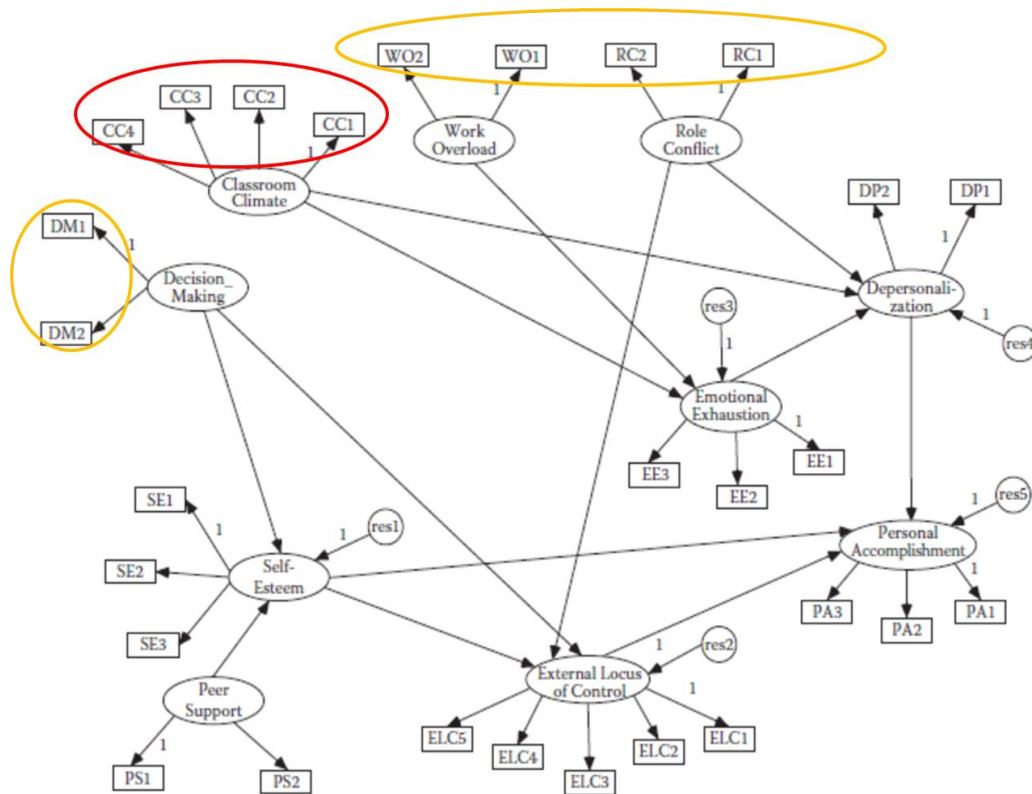 WO2
WO1
RC2
RC1
CC3
CC2
CC4
CC1
1
1
1
Work
Overload
Role
Conflict
Classroom
Climate
DP2
DP1
DM1
1
1
Decision_
Making
Depersonali-
zation
DM2
res3
1
1
res4
Emotional
Exhaustion
1
EE3
EE2
EE1
SE1
1
1
res1
1
res5
Personal
Accomplishment
SE2
Self-
Esteem
1
SE3
PA3
PA2
PA1
1
res2
External Locus
of Control
1
Peer
Support
1
PS1
PS2
ELC5
ELC4
ELC3
ELC2
ELC1